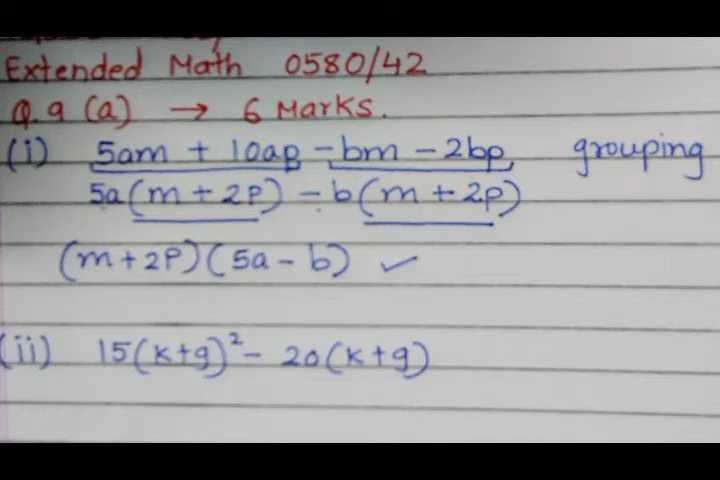 Extended Math 0580/42
Q.9 (a) → 6 Marks.
(i) 5am + 10ap - bm - 2bp grouping
5a(m + 2p) - b(m + 2p)
(m + 2p)(5a - b) ✓
(ii) 15(k+g)² - 20(k+g)